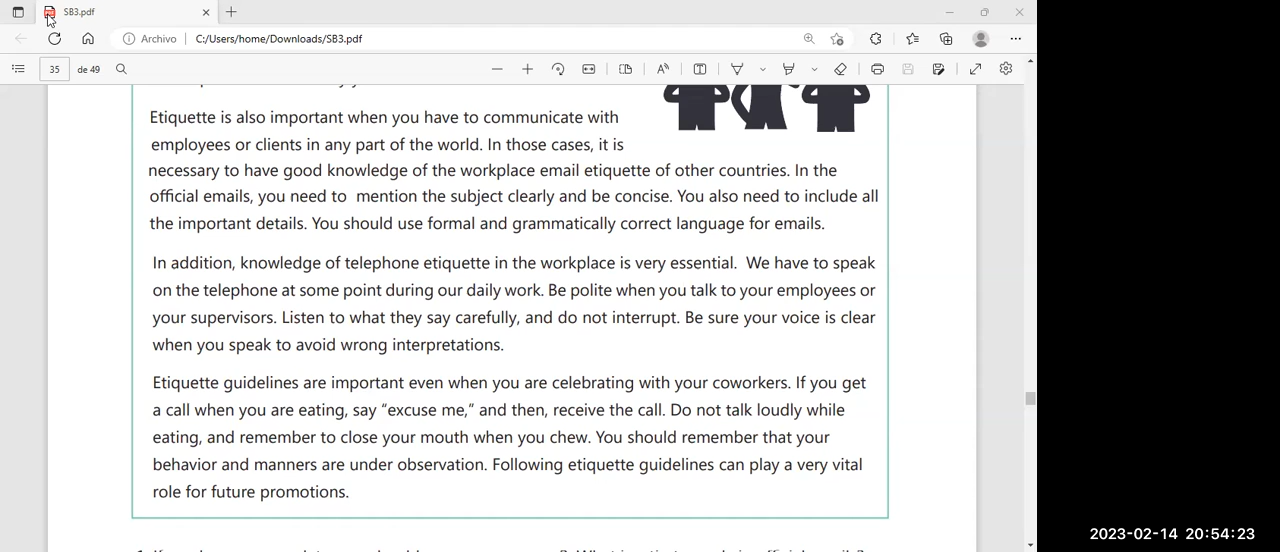 SB3.pdf
Archivo C:/Users/home/Downloads/SB3.pdf
35 de 49
Etiquette is also important when you have to communicate with
employees or clients in any part of the world. In those cases, it is
necessary to have good knowledge of the workplace email etiquette of other countries. In the
official emails, you need to mention the subject clearly and be concise. You also need to include all
the important details. You should use formal and grammatically correct language for emails.
In addition, knowledge of telephone etiquette in the workplace is very essential. We have to speak
on the telephone at some point during our daily work. Be polite when you talk to your employees or
your supervisors. Listen to what they say carefully, and do not interrupt. Be sure your voice is clear
when you speak to avoid wrong interpretations.
Etiquette guidelines are important even when you are celebrating with your coworkers. If you get
a call when you are eating, say “excuse me,” and then, receive the call. Do not talk loudly while
eating, and remember to close your mouth when you chew. You should remember that your
behavior and manners are under observation. Following etiquette guidelines can play a very vital
role for future promotions.
2023-02-14 20:54:23